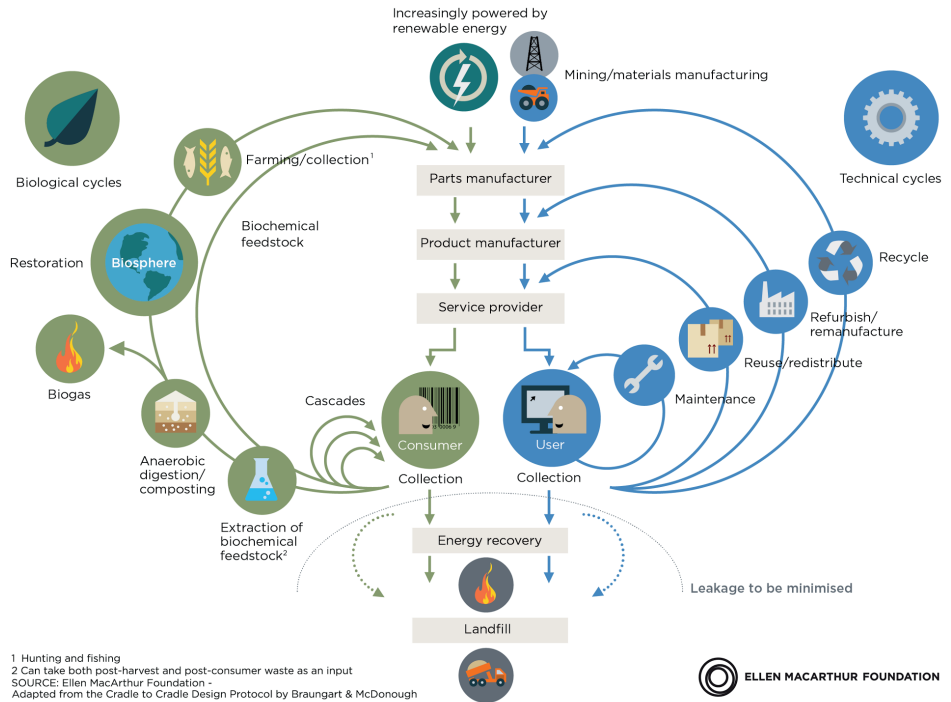 Increasingly powered by
renewable energy
Mining/materials manufacturing
Biological cycles
Farming/collection¹
Technical cycles
Parts manufacturer
Biochemical
feedstock
Product manufacturer
Restoration
Biosphere
Recycle
Service provider
Refurbish/
remanufacture
Reuse/redistribute
Biogas
Cascades
Maintenance
Consumer
User
Anaerobic
digestion/
composting
Collection
Collection
Extraction of
biochemical
feedstock²
Energy recovery
Leakage to be minimised
Landfill
1 Hunting and fishing
2 Can take both post-harvest and post-consumer waste as an input
SOURCE: Ellen MacArthur Foundation -
Adapted from the Cradle to Cradle Design Protocol by Braungart & McDonough
ELLEN MACARTHUR FOUNDATION